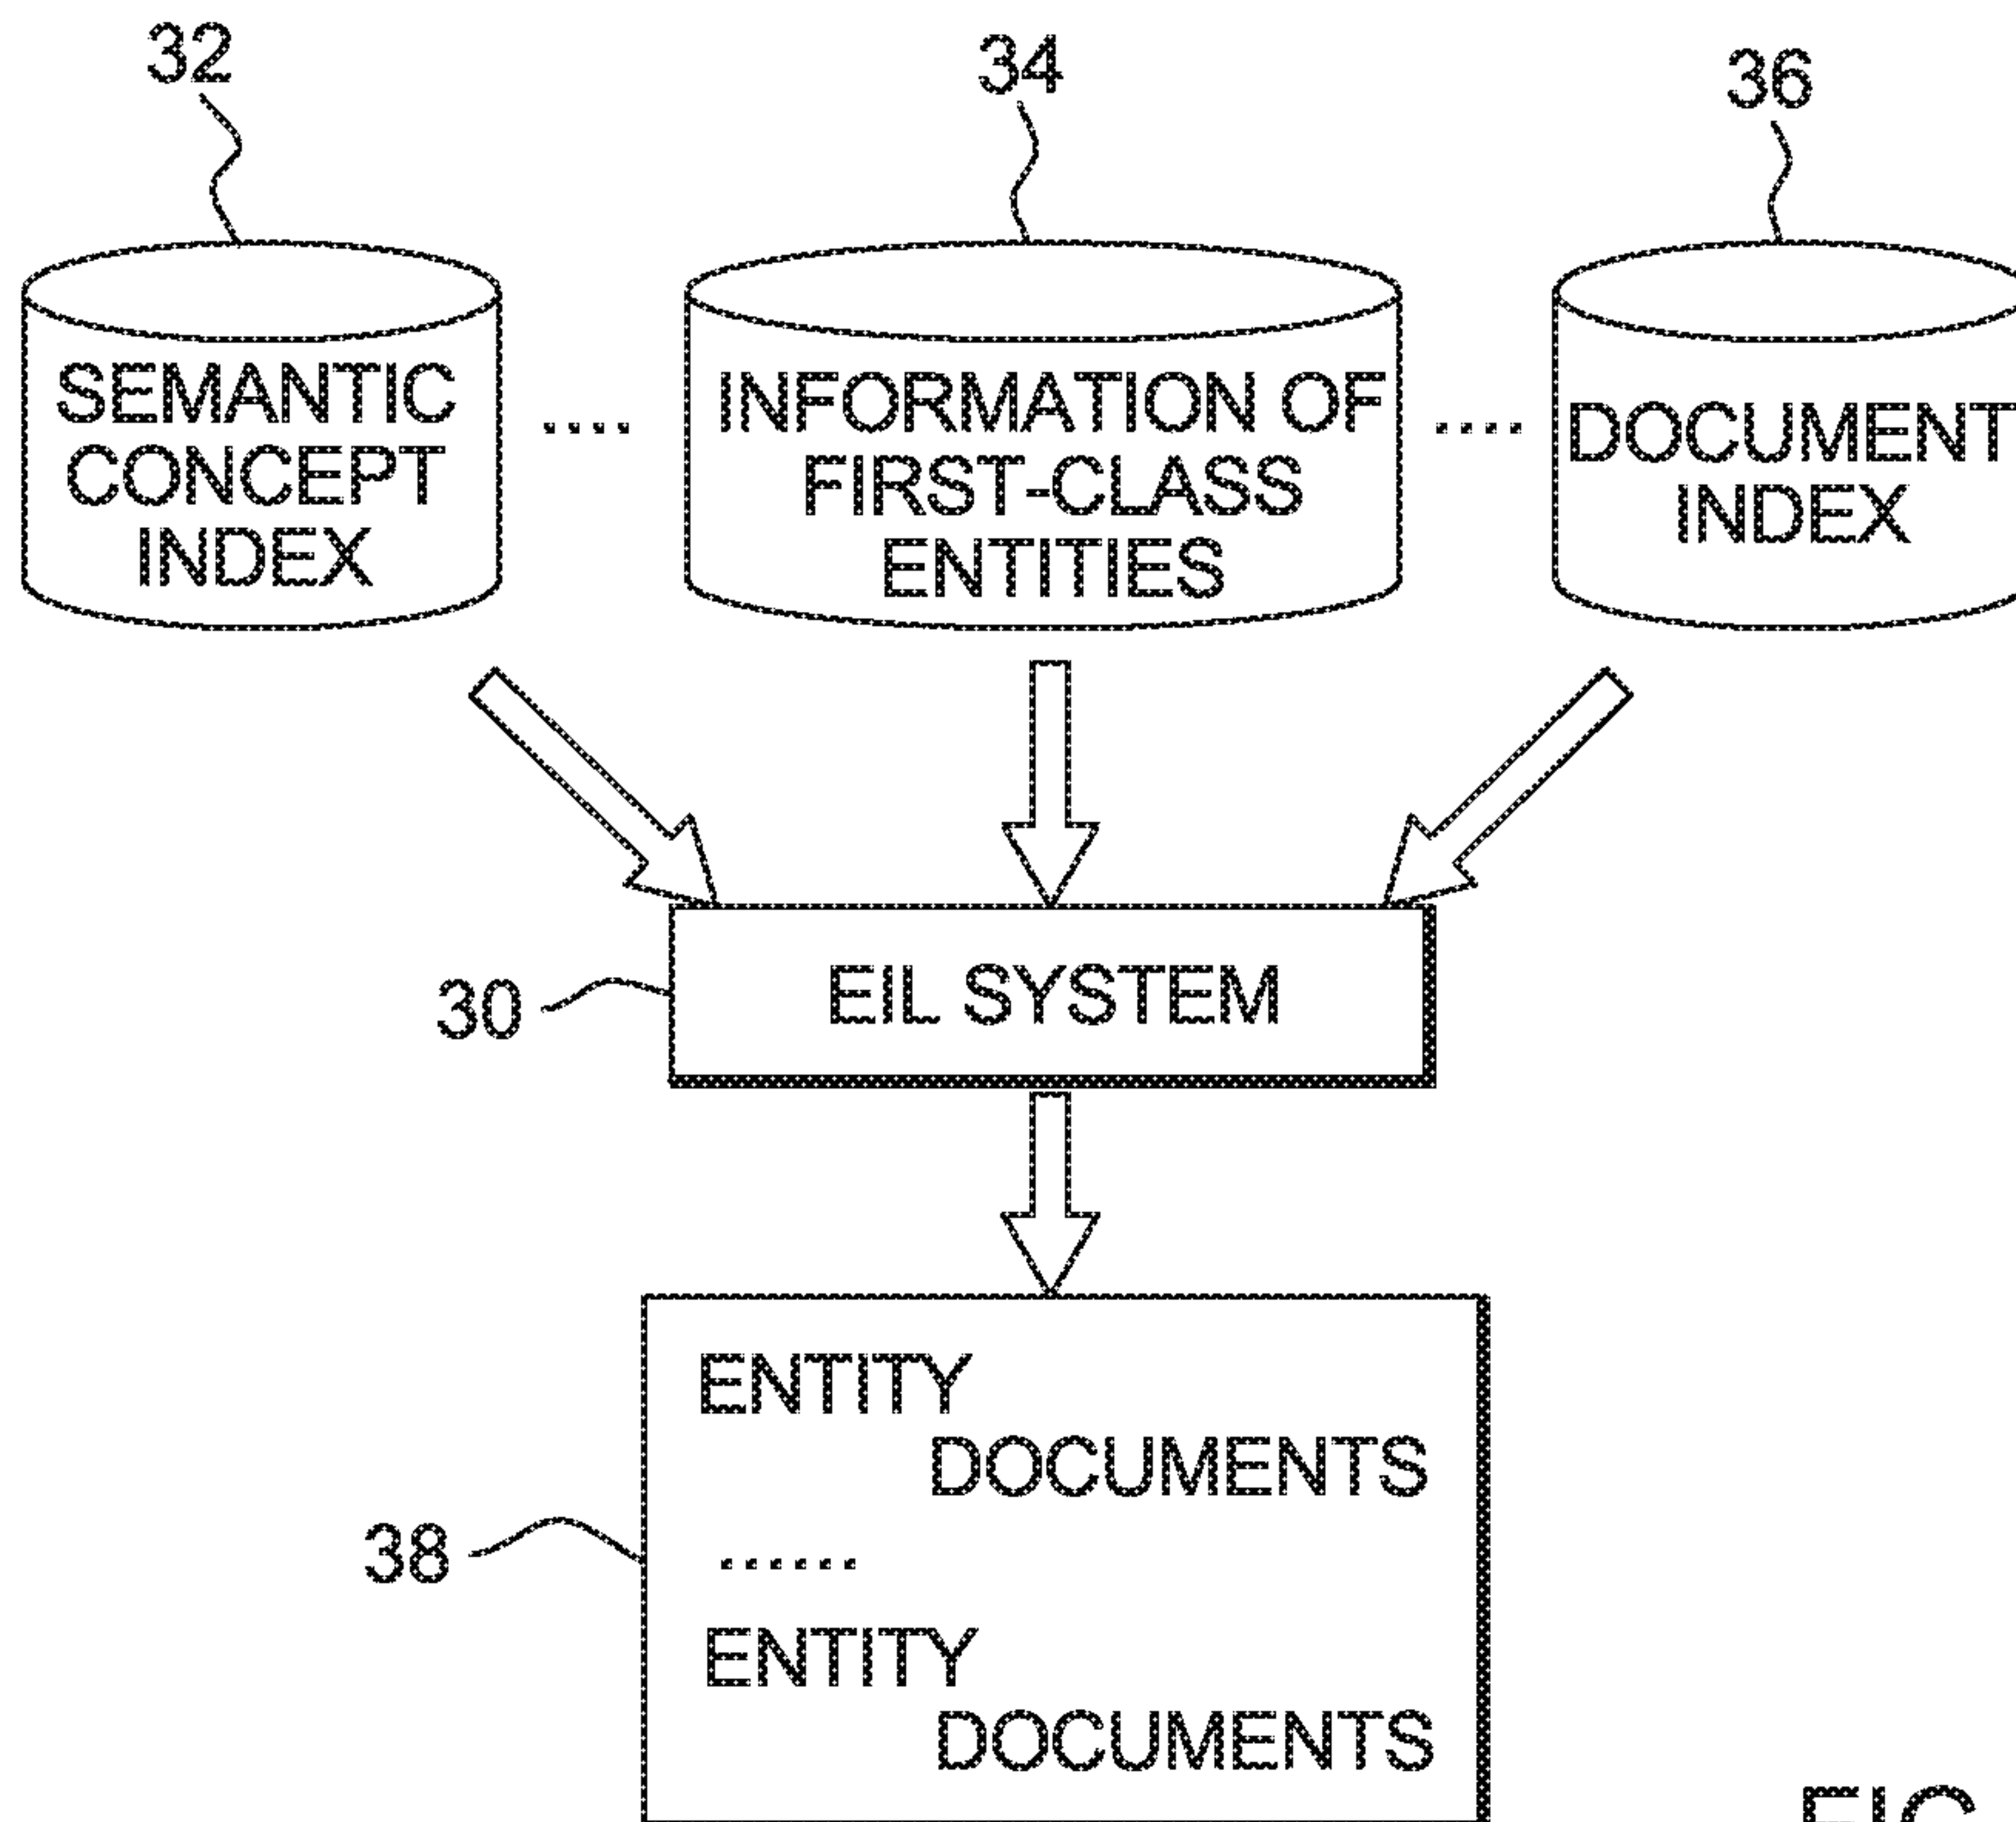 32
34
36
SEMANTIC
CONCEPT
INDEX
....
INFORMATION OF
FIRST-CLASS
ENTITIES
....
DOCUMENT
INDEX
30
EIL SYSTEM
38
ENTITY
DOCUMENTS
......
ENTITY
DOCUMENTS